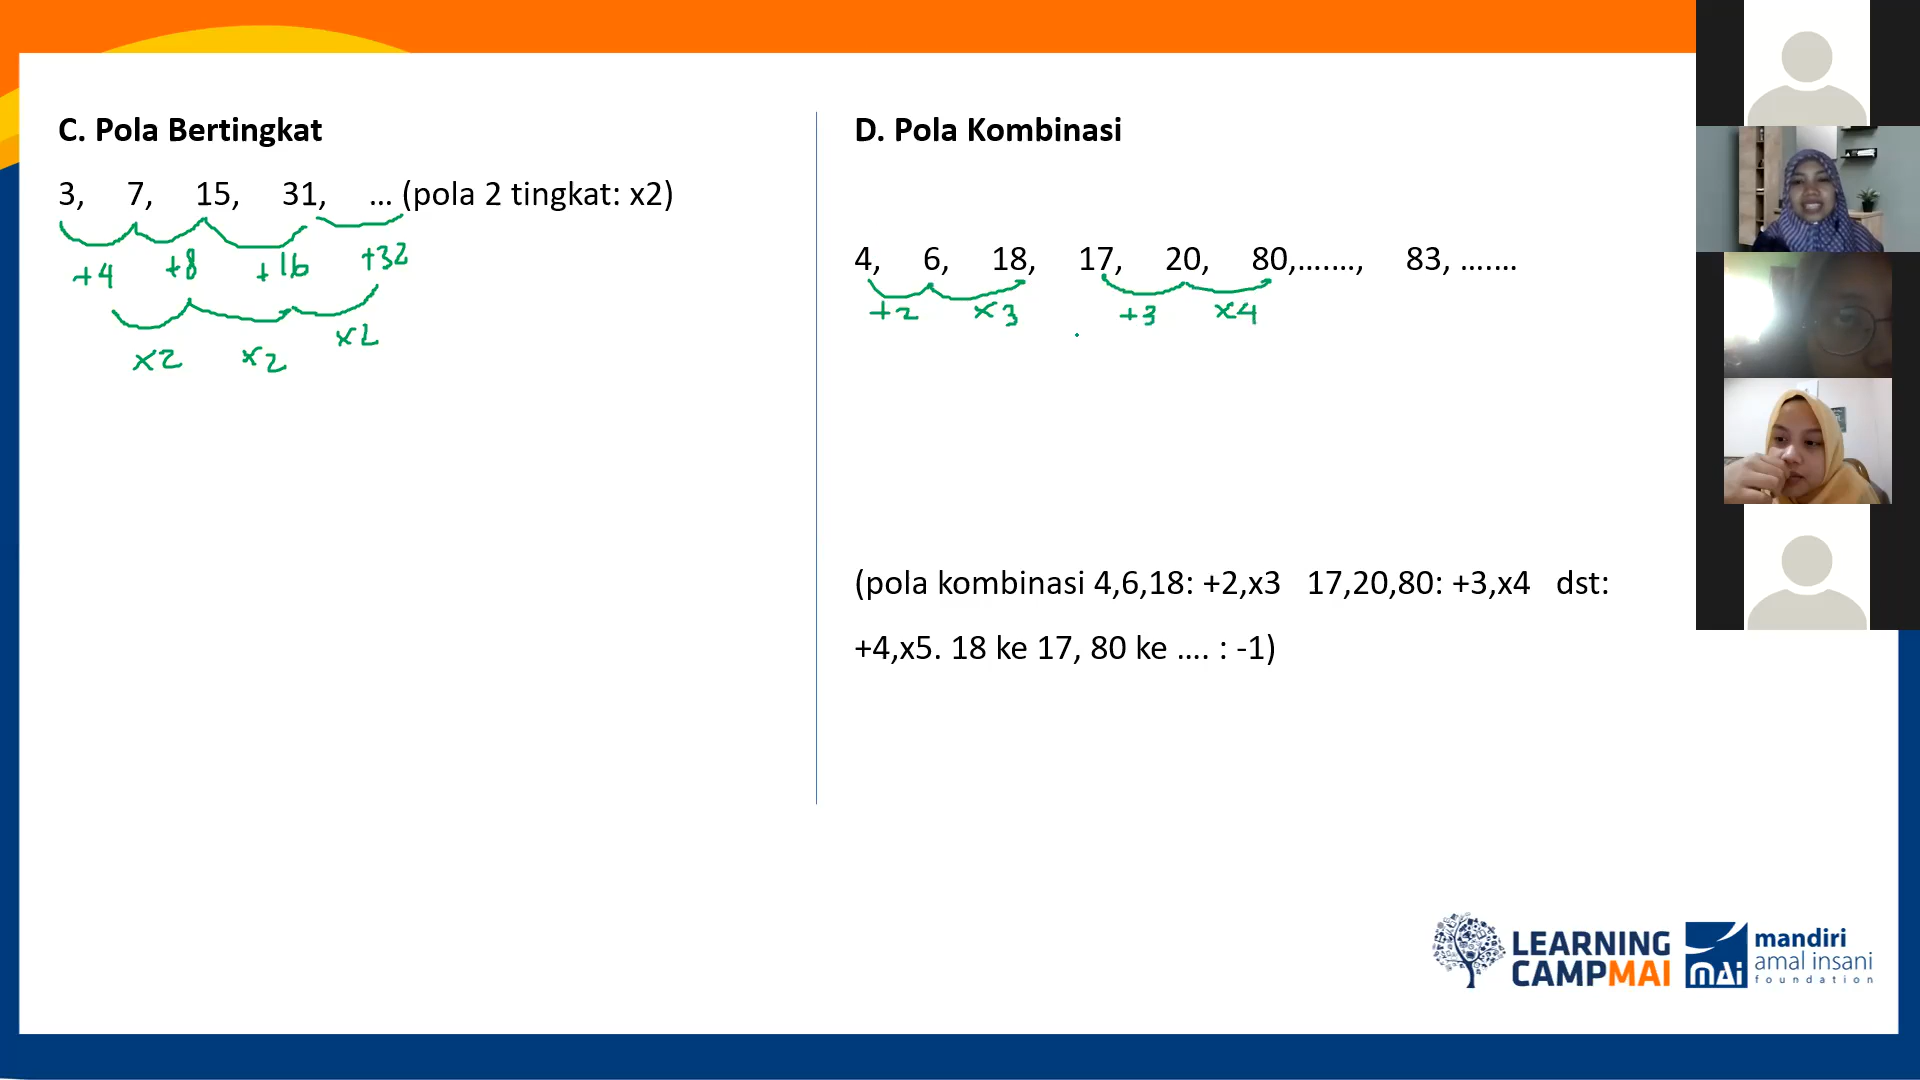 C. Pola Bertingkat
3, 7, 15, 31, ... (pola 2 tingkat: x2)
+4 +8 +16 +32
x2 x2 x2
D. Pola Kombinasi
4, 6, 18, 17, 20, 80,…...…, 83, …..…
+2 x3 +3 x4
(pola kombinasi 4,6,18: +2,x3 17,20,80: +3,x4 dst:
+4,x5. 18 ke 17, 80 ke …. : -1)
LEARNING
CAMPMAI
mai
mandiri
amal insani
foundation